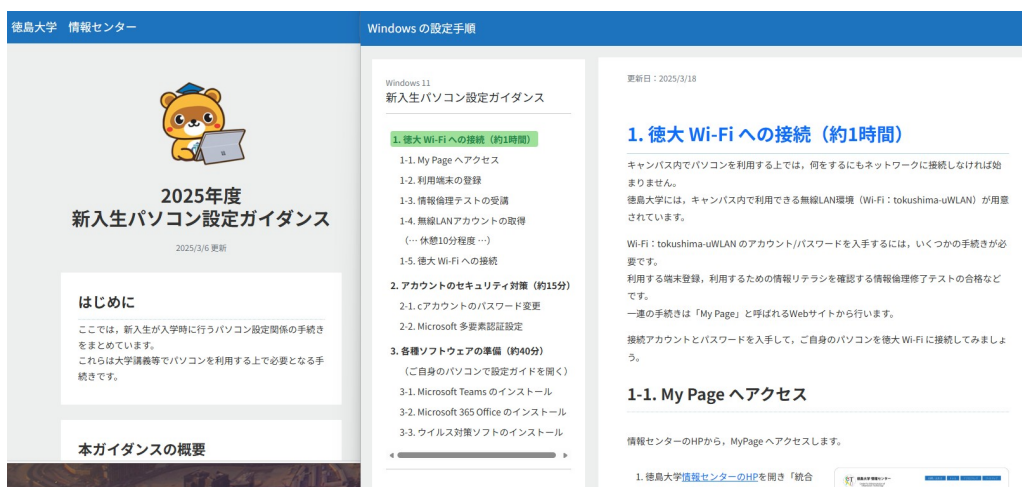 徳島大学 情報センター
2025年度
新入生パソコン設定ガイダンス
2025/3/6 更新
はじめに
ここでは，新入生が入学時に行うパソコン設定関係の手続き
をまとめています。
これらは大学講義等でパソコンを利用する上で必要となる手
続きです。
本ガイダンスの概要
Windows の設定手順
Windows 11
新入生パソコン設定ガイダンス
1. 徳大 Wi-Fi への接続（約1時間）
1-1. My Page へアクセス
1-2. 利用端末の登録
1-3. 情報倫理テストの受講
1-4. 無線LANアカウントの取得
（… 休憩10分程度 …）
1-5. 徳大 Wi-Fi への接続
2. アカウントのセキュリティ対策（約15分）
2-1. cアカウントのパスワード変更
2-2. Microsoft 多要素認証設定
3. 各種ソフトウェアの準備（約40分）
（ご自身のパソコンで設定ガイドを開く）
3-1. Microsoft Teams のインストール
3-2. Microsoft 365 Office のインストール
3-3. ウイルス対策ソフトのインストール
更新日：2025/3/18
1. 徳大 Wi-Fi への接続（約1時間）
キャンパス内でパソコンを利用する上では，何をするにもネットワークに接続しなければ始
まりません。
徳島大学には，キャンパス内で利用できる無線LAN環境（Wi-Fi：tokushima-uWLAN）が用意
されています。
Wi-Fi：tokushima-uWLAN のアカウント/パスワードを入手するには，いくつかの手続きが必
要です。
利用する端末登録，利用するための情報リテラシを確認する情報倫理修了テストの合格など
です。
一連の手続きは「My Page」と呼ばれるWebサイトから行います。
接続アカウントとパスワードを入手して，ご自身のパソコンを徳大 Wi-Fi に接続してみましょ
う。
1-1. My Page へアクセス
情報センターのHPから，MyPage へアクセスします。
1. 徳島大学情報センターのHPを開き「統合
徳島大学 情報センター